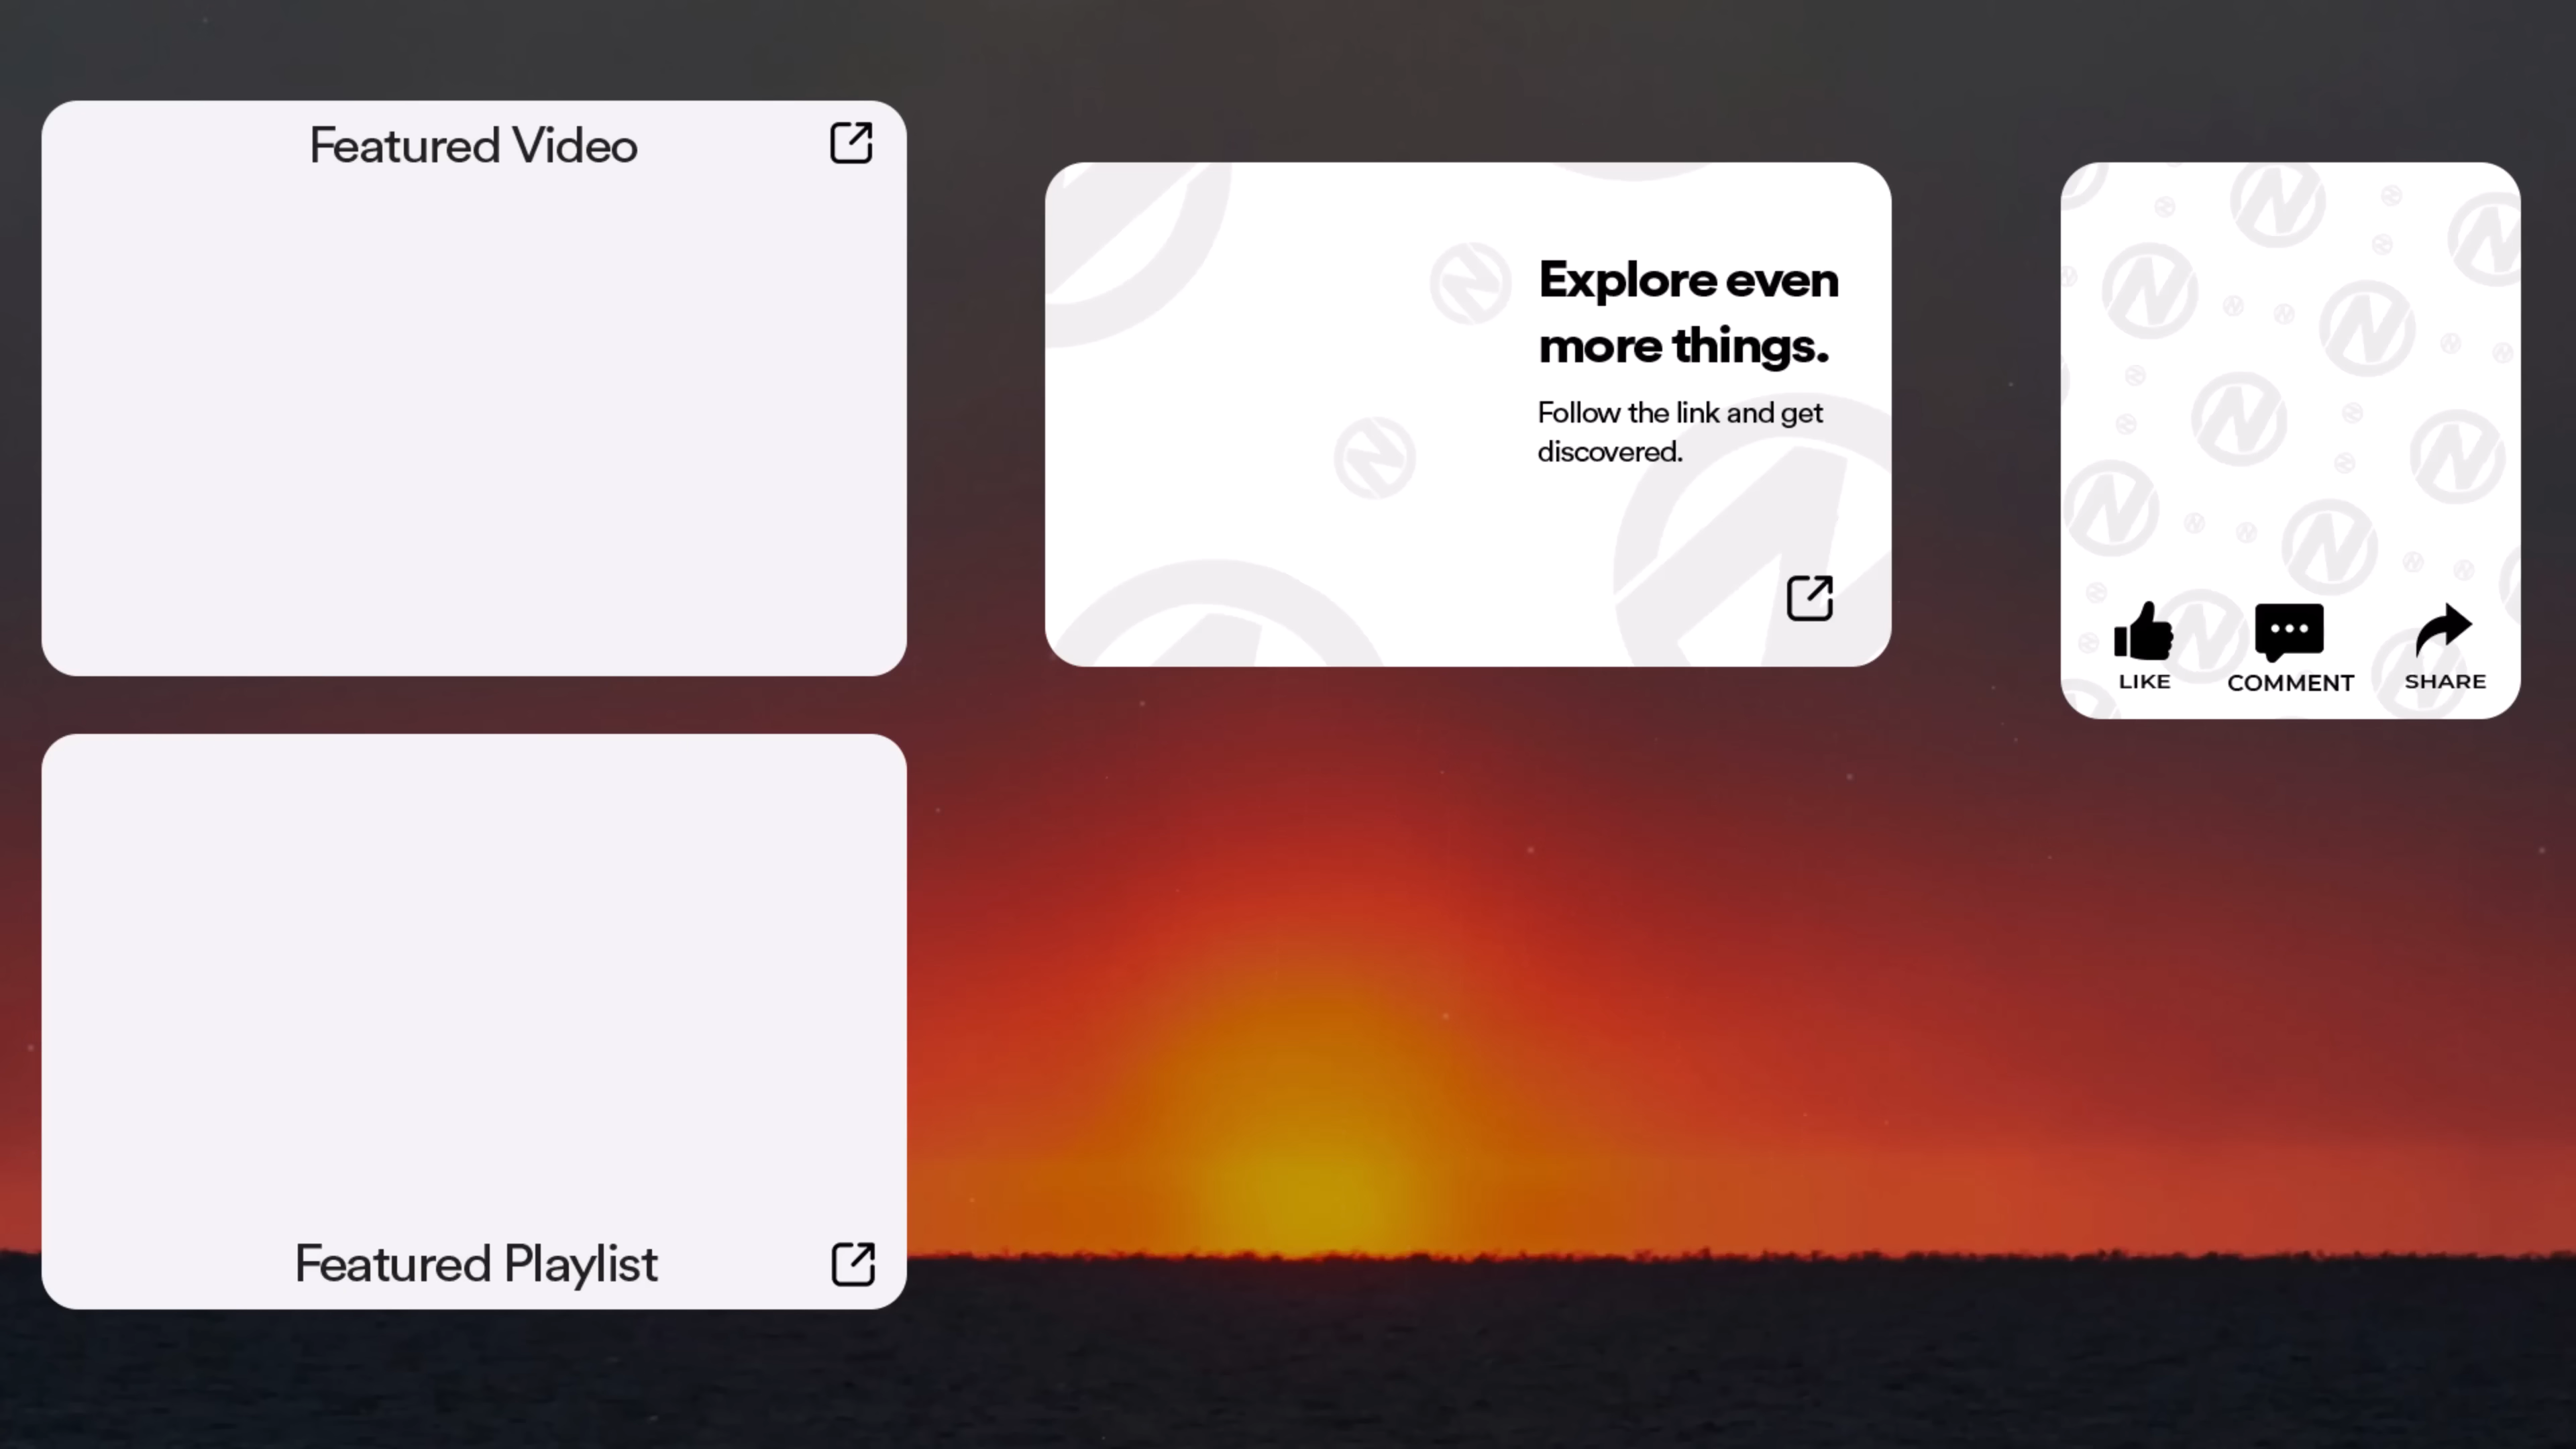 Featured Video
Explore even
more things.
Follow the link and get
discovered.
LIKE
COMMENT
SHARE
Featured Playlist